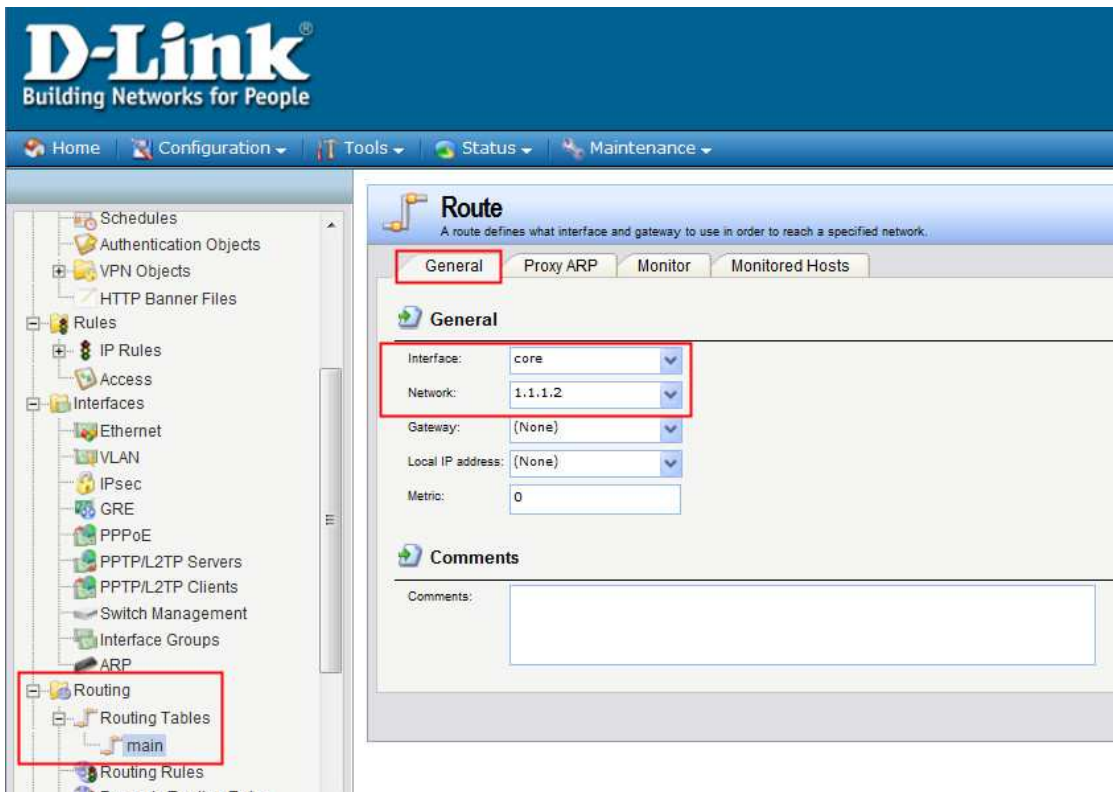 D-Link®
Building Networks for People
Home Configuration Tools Status Maintenance
Schedules
Authentication Objects
VPN Objects
HTTP Banner Files
Rules
IP Rules
Access
Interfaces
Ethernet
VLAN
IPsec
GRE
PPPoE
PPTP/L2TP Servers
PPTP/L2TP Clients
Switch Management
Interface Groups
ARP
Routing
Routing Tables
main
Routing Rules
Route
A route defines what interface and gateway to use in order to reach a specified network.
General Proxy ARP Monitor Monitored Hosts
General
Interface: core
Network: 1.1.1.2
Gateway: (None)
Local IP address: (None)
Metric: 0
Comments
Comments: